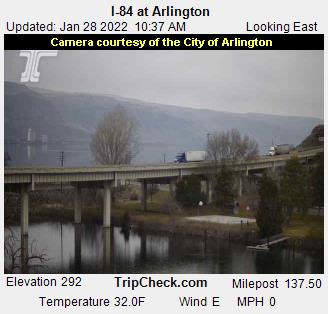 I-84 at Arlington
Updated: Jan 28 2022 10:37 AM Looking East
Camera courtesy of the City of Arlington
Elevation 292 TripCheck.com Milepost 137.50
Temperature 32.0F Wind E MPH 0